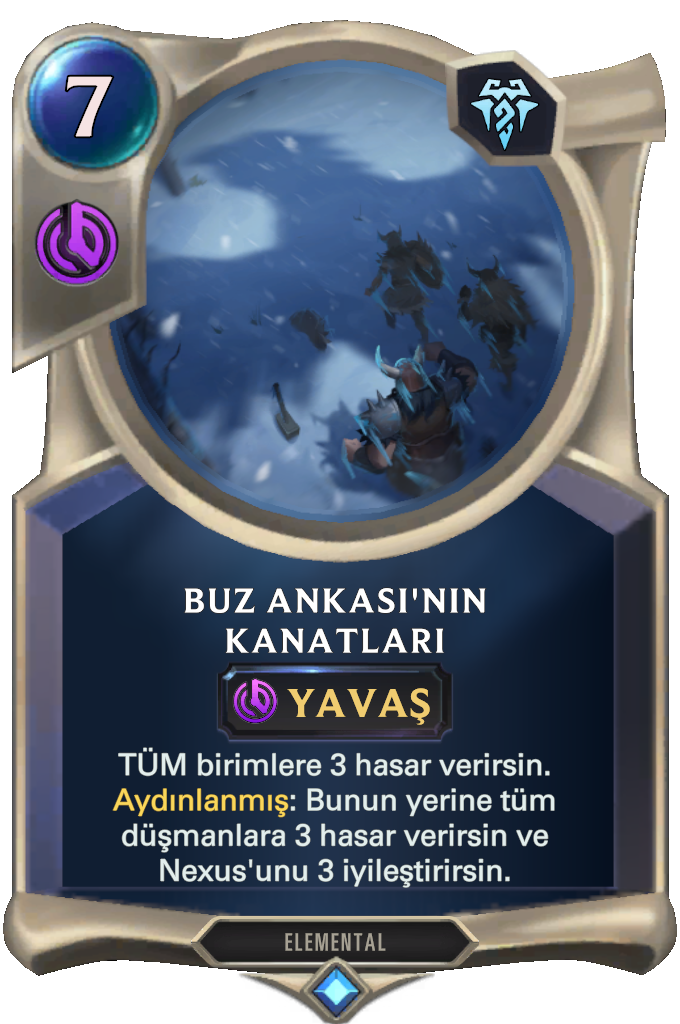 7
BUZ ANKASI'NIN
KANATLARI
YAVAŞ
TÜM birimlere 3 hasar verirsin.
Aydınlanmış: Bunun yerine tüm
düşmanlara 3 hasar verirsin ve
Nexus'unu 3 iyileştirirsin.
ELEMENTAL